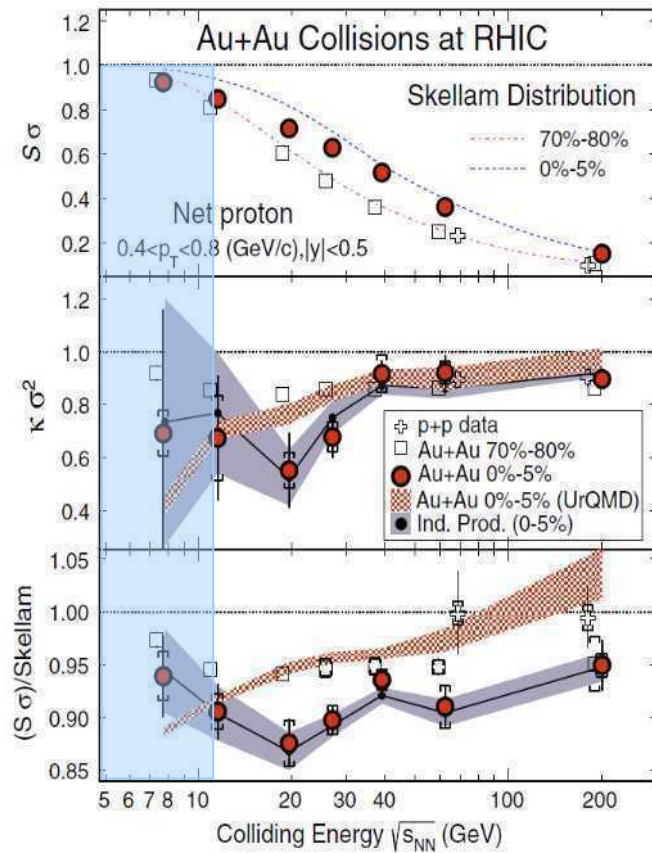 Au+Au Collisions at RHIC
Skellam Distribution
70%-80%
0%-5%
Net proton
0.4<p_T<0.8 (GeV/c),|y|<0.5
S σ
1.2
1.0
0.8
0.6
0.4
0.2
κ σ²
1.2
1.0
0.8
0.6
0.4
p+p data
Au+Au 70%-80%
Au+Au 0%-5%
Au+Au 0%-5% (UrQMD)
Ind. Prod. (0-5%)
(S σ)/Skellam
1.05
1.00
0.95
0.90
0.85
5 6 7 8 10 20 30 40 100 200
Colliding Energy √s_NN (GeV)